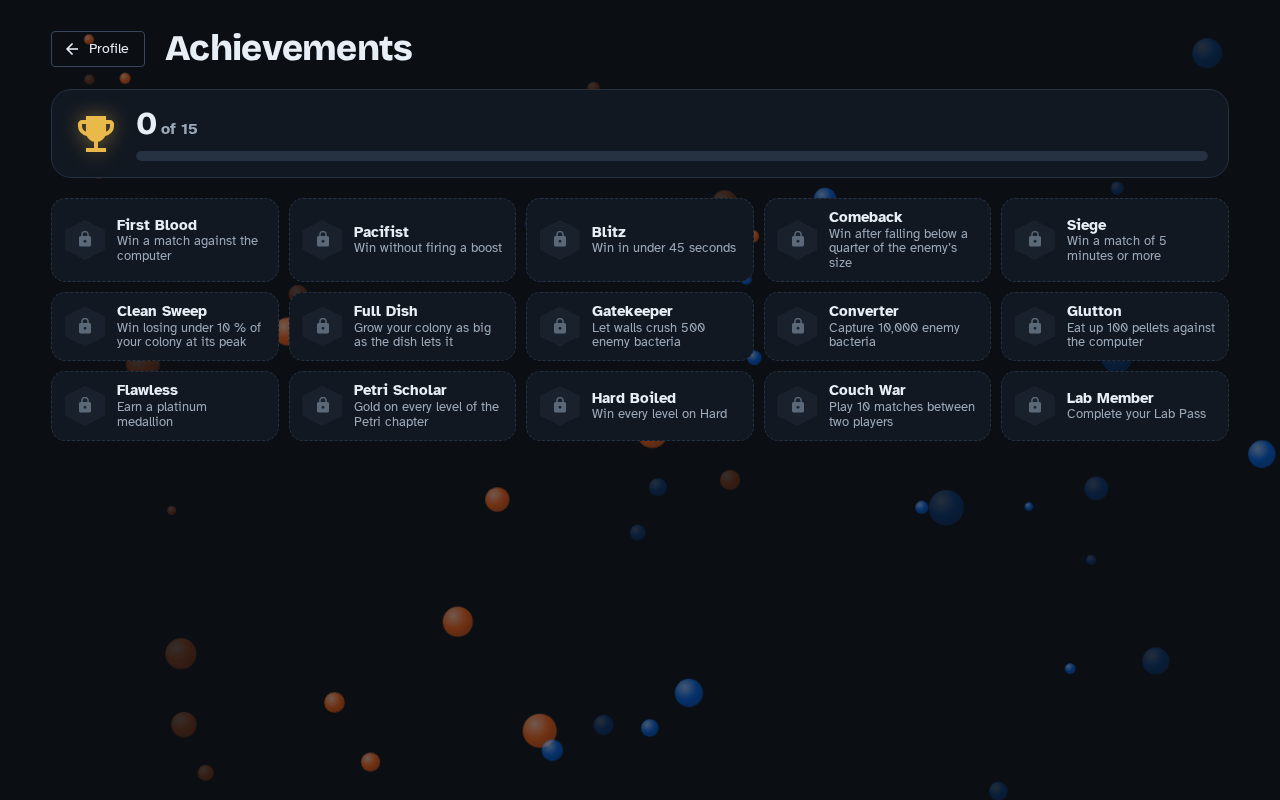 Profile
Achievements
0 of 15
First Blood
Win a match against the
computer
Pacifist
Win without firing a boost
Blitz
Win in under 45 seconds
Comeback
Win after falling below a
quarter of the enemy's
size
Siege
Win a match of 5
minutes or more
Clean Sweep
Win losing under 10 % of
your colony at its peak
Full Dish
Grow your colony as big
as the dish lets it
Gatekeeper
Let walls crush 500
enemy bacteria
Converter
Capture 10,000 enemy
bacteria
Glutton
Eat up 100 pellets against
the computer
Flawless
Earn a platinum
medallion
Petri Scholar
Gold on every level of the
Petri chapter
Hard Boiled
Win every level on Hard
Couch War
Play 10 matches between
two players
Lab Member
Complete your Lab Pass